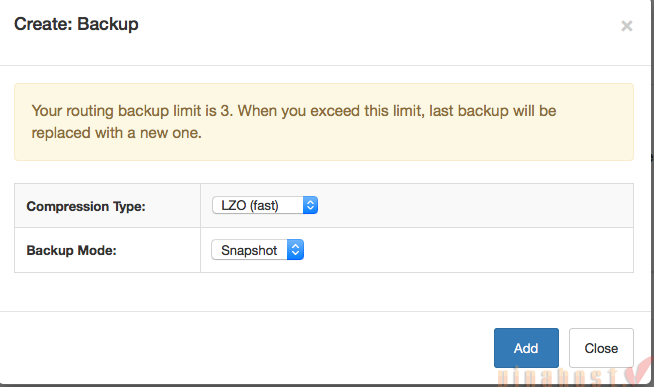 Create: Backup
×
Your routing backup limit is 3. When you exceed this limit, last backup will be
replaced with a new one.
Compression Type:
LZO (fast)
Backup Mode:
Snapshot
Add
Close